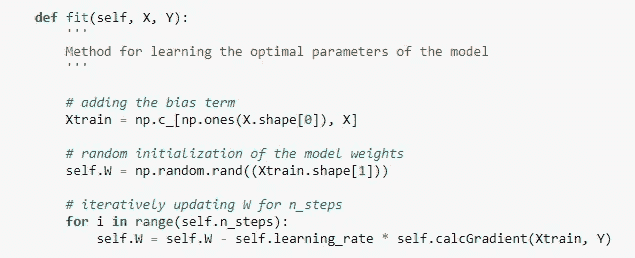 def fit(self, X, Y):
'''
Method for learning the optimal parameters of the model
'''
# adding the bias term
Xtrain = np.c_[np.ones(X.shape[0]), X]
# random initialization of the model weights
self.W = np.random.rand((Xtrain.shape[1]))
# iteratively updating W for n_steps
for i in range(self.n_steps):
self.W = self.W - self.learning_rate * self.calcGradient(Xtrain, Y)